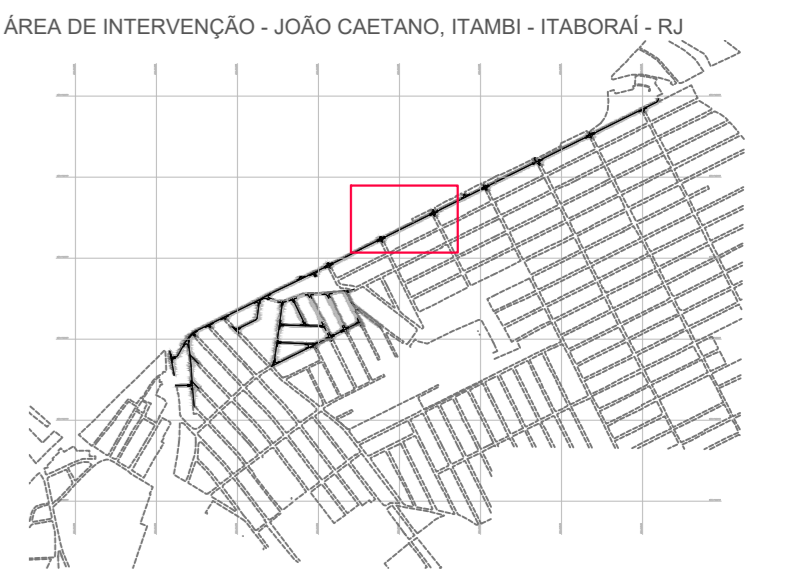 ÁREA DE INTERVENÇÃO - JOÃO CAETANO, ITAMBI - ITABORAÍ - RJ